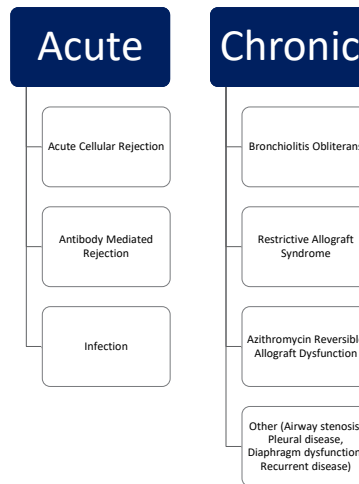 Acute
Acute Cellular Rejection
Antibody Mediated
Rejection
Infection
Chronic
Bronchiolitis Obliterans
Restrictive Allograft
Syndrome
Azithromycin Reversible
Allograft Dysfunction
Other (Airway stenosis
Pleural disease,
Diaphragm dysfunction
Recurrent disease)